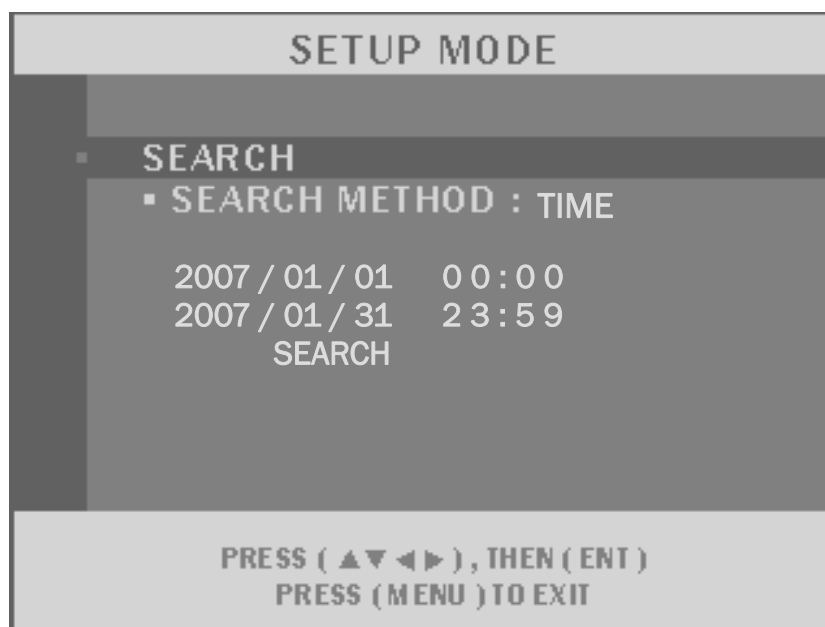 SETUP MODE
SEARCH
▪ SEARCH METHOD : TIME
2007 / 01 / 01 00:00
2007 / 01 / 31 23:59
SEARCH
PRESS ( ▲▼◀▶ ) , THEN ( ENT )
PRESS ( MENU ) TO EXIT